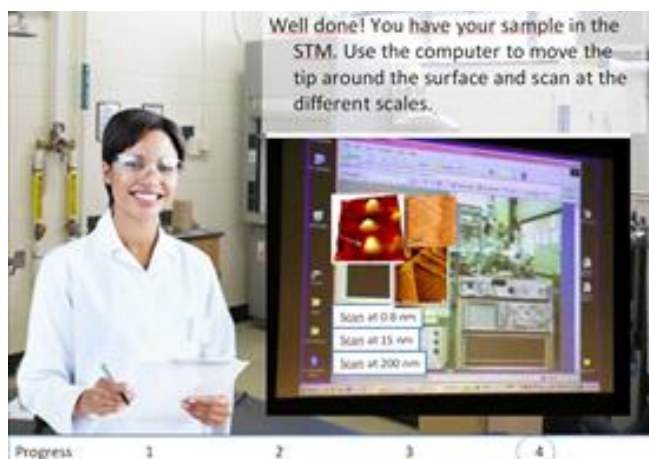 Well done! You have your sample in the
STM. Use the computer to move the
tip around the surface and scan at the
different scales.
Scan at 0.6 nm
Scan at 15 nm
Scan at 200 nm
Progress 1 2 3 4